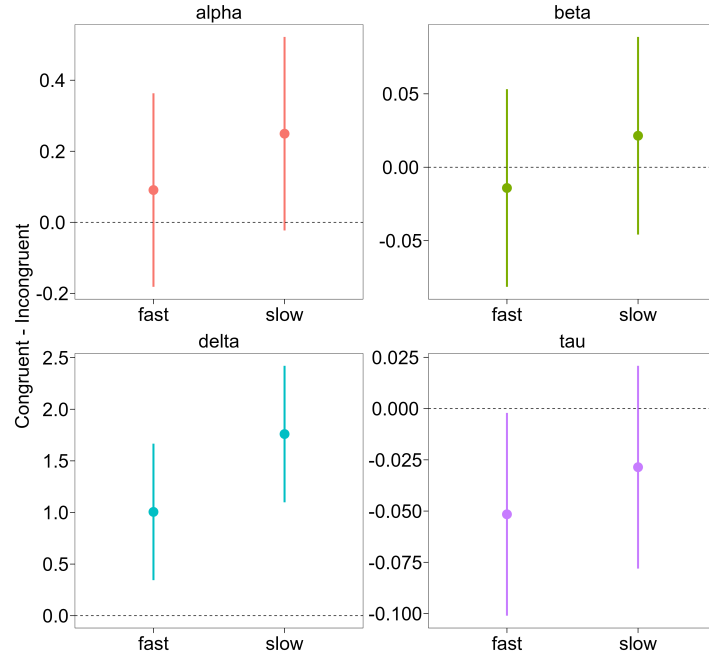 Congruent - Incongruent
alpha
0.4
0.2
0.0
-0.2
fast slow
beta
0.05
0.00
-0.05
fast slow
delta
2.5
2.0
1.5
1.0
0.5
0.0
fast slow
tau
0.025
0.000
-0.025
-0.050
-0.075
-0.100
fast slow